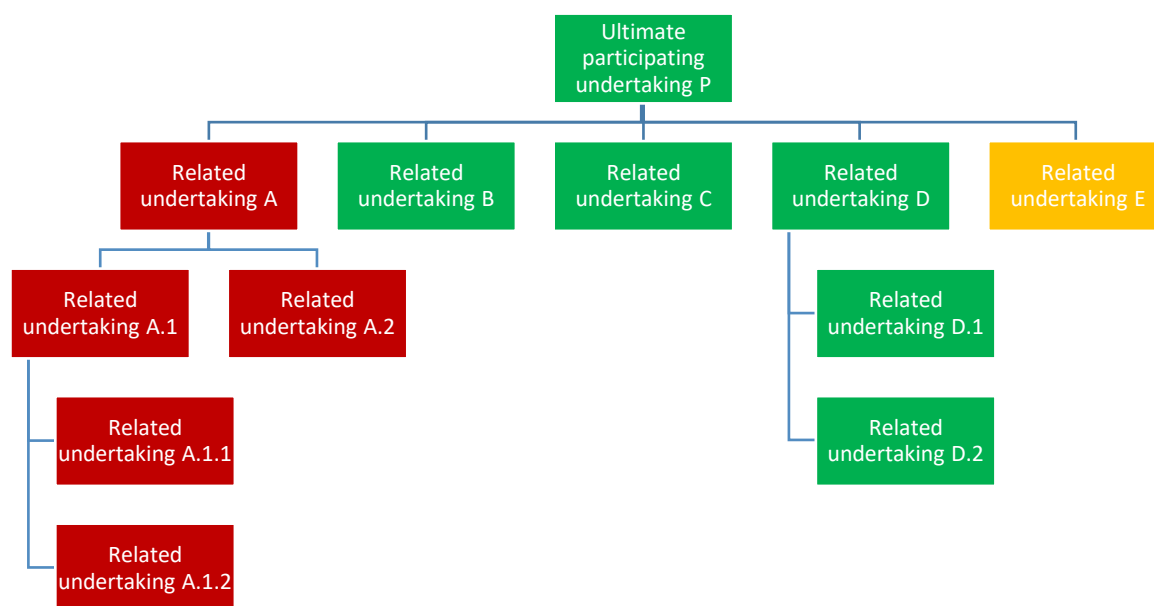 Ultimate
participating
undertaking P
Related
undertaking A
Related
undertaking B
Related
undertaking C
Related
undertaking D
Related
undertaking E
Related
undertaking A.1
Related
undertaking A.2
Related
undertaking D.1
Related
undertaking A.1.1
Related
undertaking D.2
Related
undertaking A.1.2